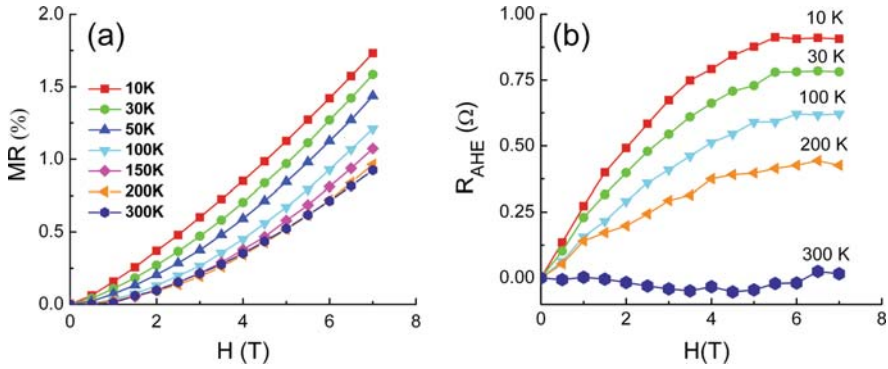 (a)
MR (%)
2.0
1.5
1.0
0.5
0.0
10K
30K
50K
100K
150K
200K
300K
0 2 4 6 8
H (T)
(b)
R_AHE (Ω)
1.00
0.75
0.50
0.25
0.00
10 K
30 K
100 K
200 K
300 K
0 2 4 6 8
H(T)